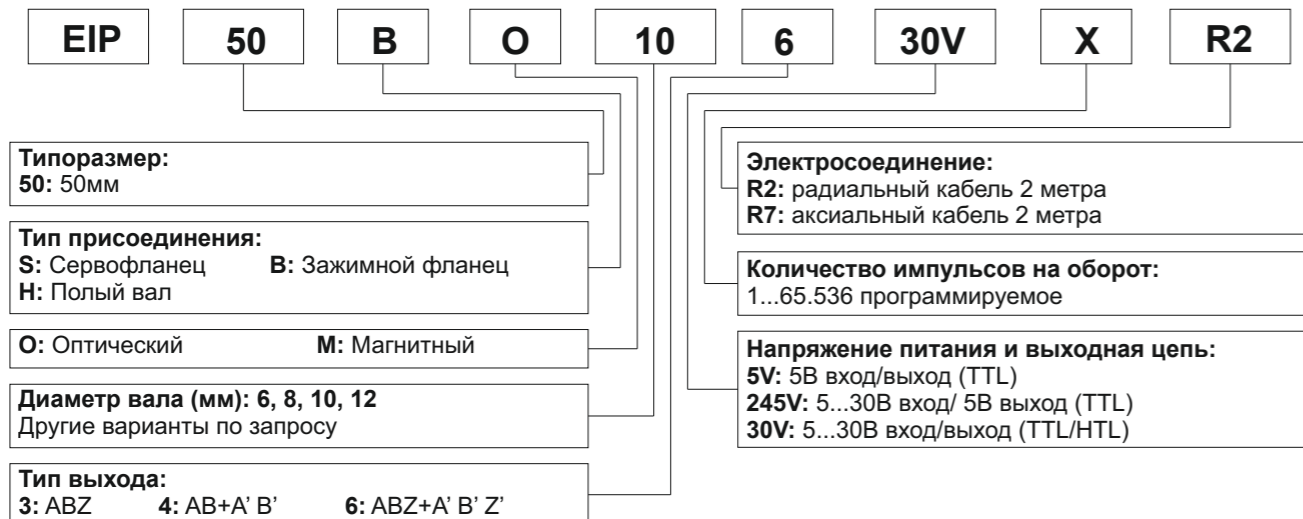 EIP 50 B O 10 6 30V X R2
Типоразмер:
50: 50мм
Тип присоединения:
S: Сервофланец B: Зажимной фланец
H: Полый вал
O: Оптический M: Магнитный
Диаметр вала (мм): 6, 8, 10, 12
Другие варианты по запросу
Тип выхода:
3: ABZ 4: AB+A’ B’ 6: ABZ+A’ B’ Z’
Электросоединение:
R2: радиальный кабель 2 метра
R7: аксиальный кабель 2 метра
Количество импульсов на оборот:
1...65.536 программируемое
Напряжение питания и выходная цепь:
5V: 5В вход/выход (TTL)
245V: 5...30В вход/ 5В выход (TTL)
30V: 5...30В вход/выход (TTL/HTL)